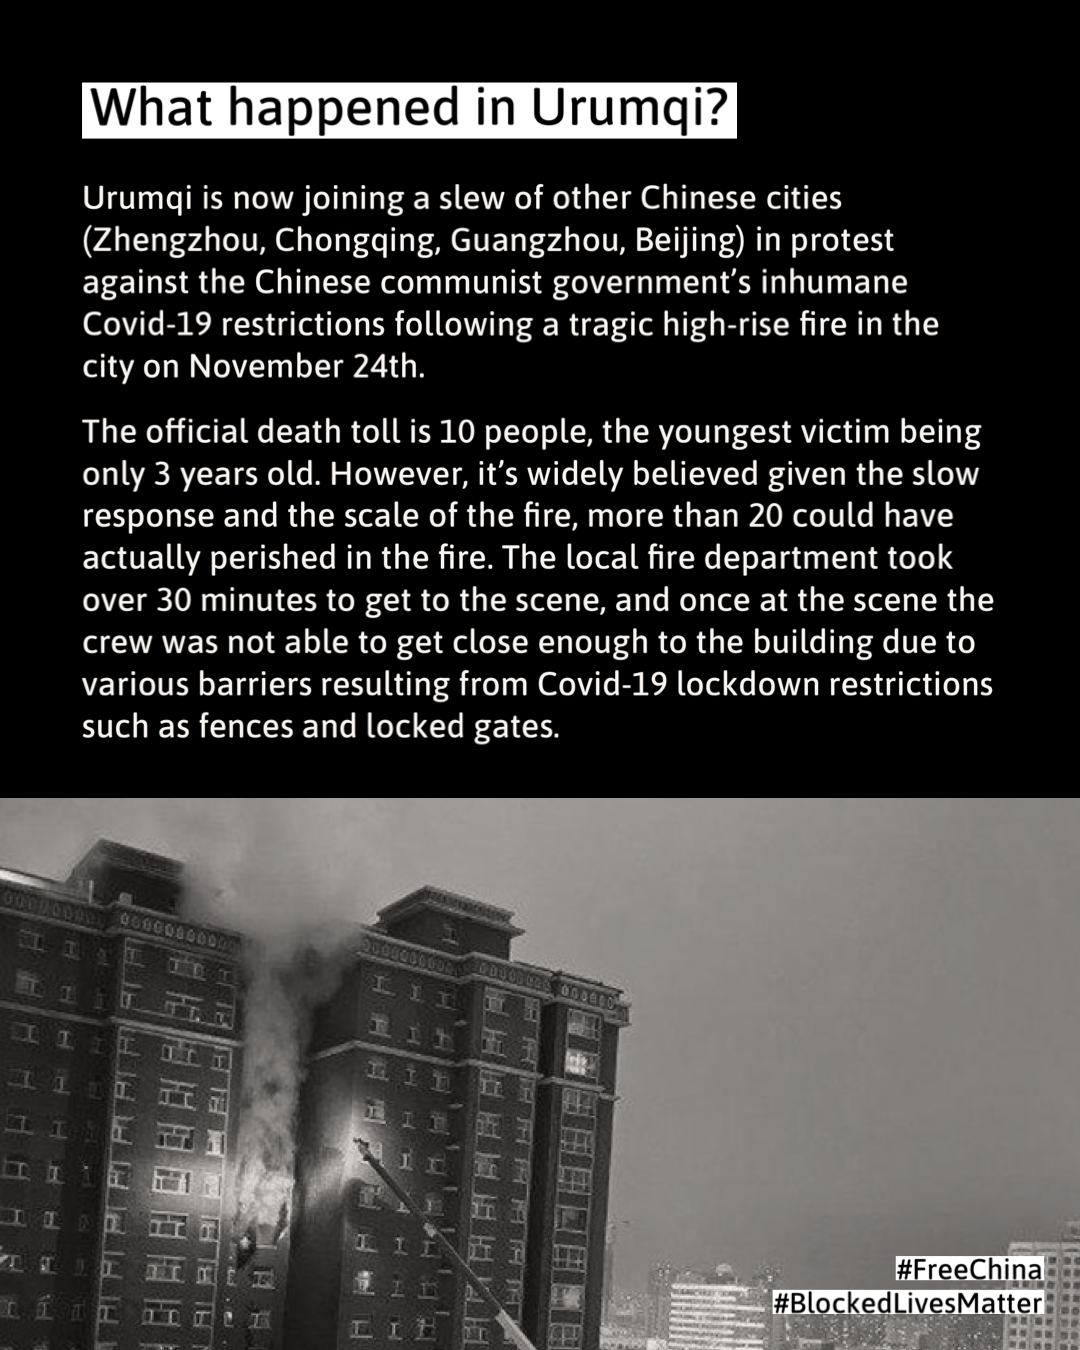 What happened in Urumqi?
Urumqi is now joining a slew of other Chinese cities
(Zhengzhou, Chongqing, Guangzhou, Beijing) in protest
against the Chinese communist government’s inhumane
Covid-19 restrictions following a tragic high-rise fire in the
city on November 24th.
The official death toll is 10 people, the youngest victim being
only 3 years old. However, it’s widely believed given the slow
response and the scale of the fire, more than 20 could have
actually perished in the fire. The local fire department took
over 30 minutes to get to the scene, and once at the scene the
crew was not able to get close enough to the building due to
various barriers resulting from Covid-19 lockdown restrictions
such as fences and locked gates.
#FreeChina
#BlockedLivesMatter